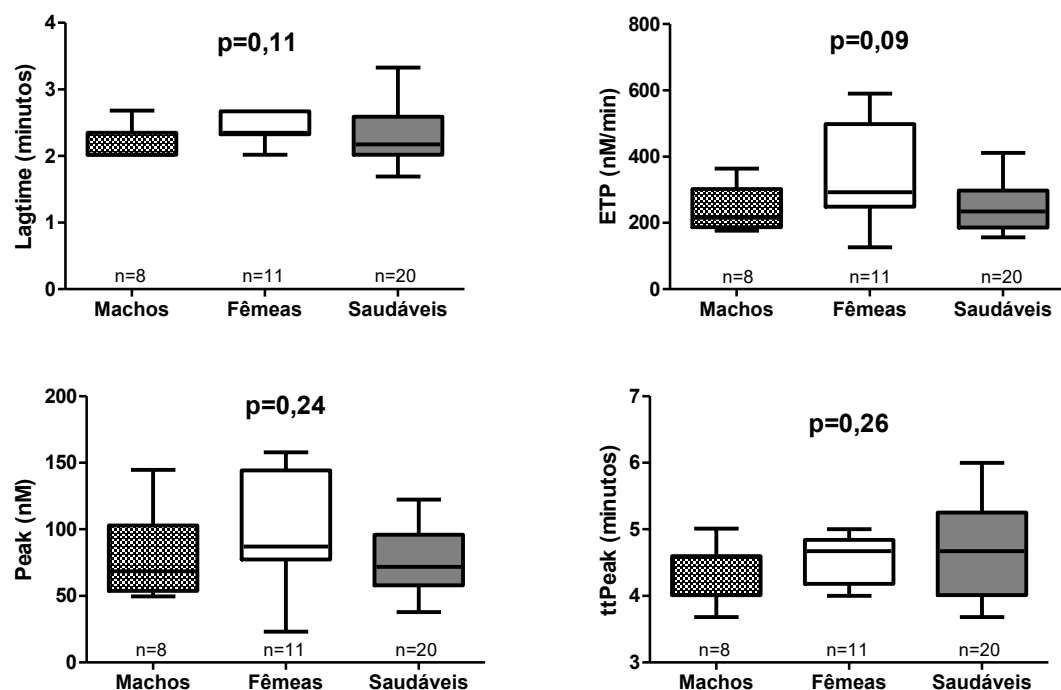 Lagtime (minutos)
4
3
2
1
0
p=0,11
n=8
n=11
n=20
Machos
Fêmeas
Saudáveis
ETP (nM/min)
800
600
400
200
0
p=0,09
n=8
n=11
n=20
Machos
Fêmeas
Saudáveis
Peak (nM)
200
150
100
50
0
p=0,24
n=8
n=11
n=20
Machos
Fêmeas
Saudáveis
ttPeak (minutos)
7
6
5
4
3
p=0,26
n=8
n=11
n=20
Machos
Fêmeas
Saudáveis